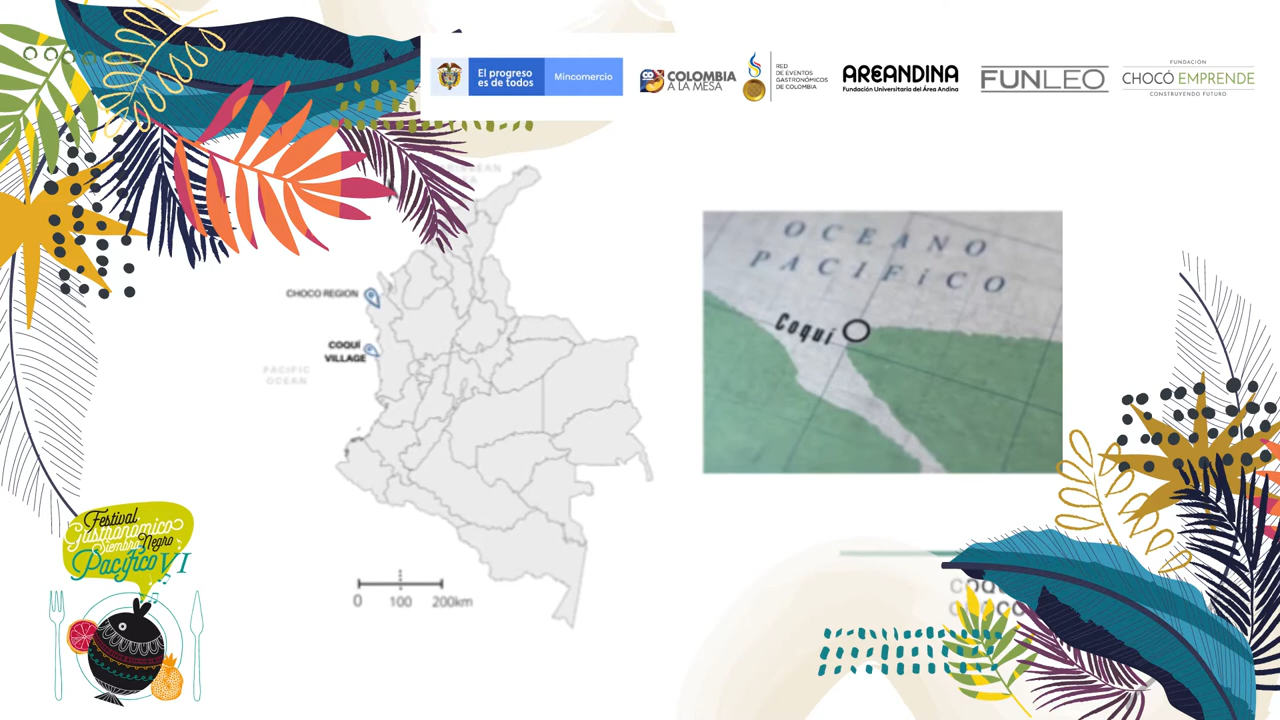 El progreso
es de todos
Mincomercio
COLOMBIA
A LA MESA
RED
DE EVENTOS
GASTRONÓMICOS
DE COLOMBIA
AREANDINA
Fundación Universitaria del Área Andina
FUNLEO
FUNDACIÓN
CHOCÓ EMPRENDE
CONSTRUYENDO FUTURO
CHOCO REGION
COQUÍ
VILLAGE
PACIFIC
OCEAN
0 100 200km
OCEANO
PACIFICO
Coquí
Festival
Gastronómico
Siembra Negro
Pacífico VI